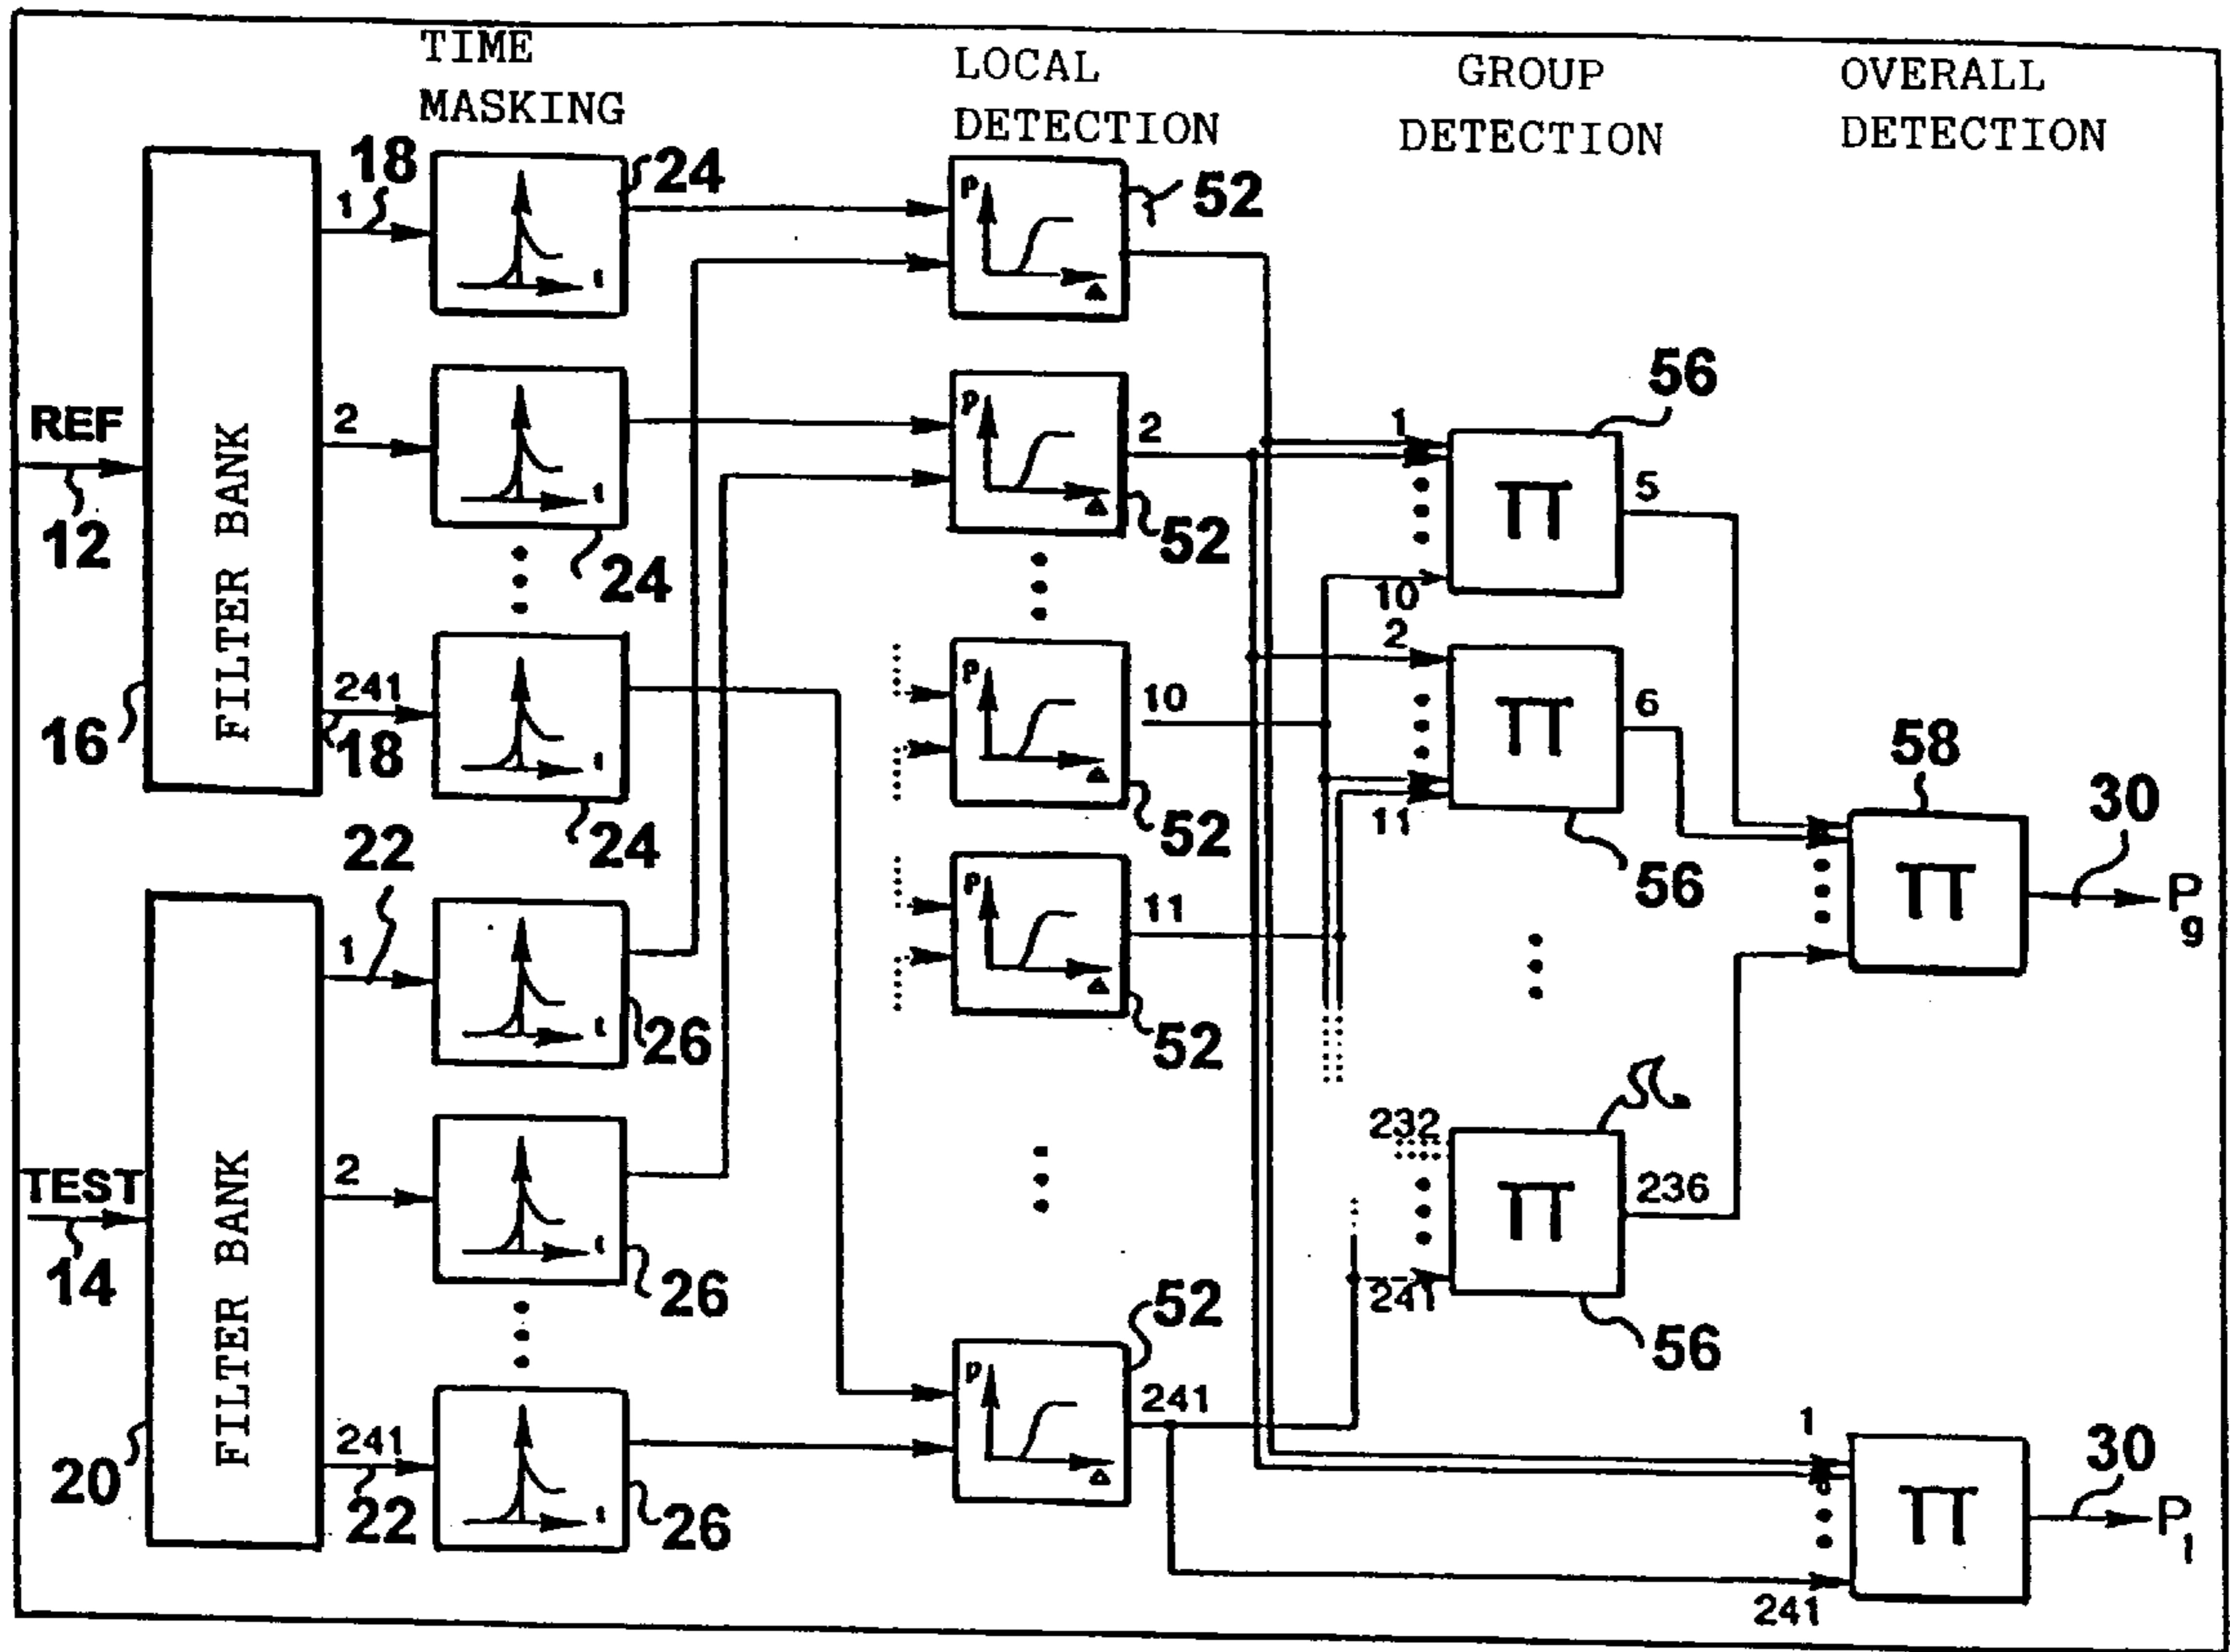 TIME
MASKING
LOCAL
DETECTION
GROUP
DETECTION
OVERALL
DETECTION
REF
12
FILTER BANK
16
1
18
2
241
18
24
24
24
TEST
14
FILTER BANK
20
1
22
2
241
22
26
26
26
t
t
t
t
t
t
P
Δ
52
P
Δ
2
52
P
Δ
10
52
P
Δ
11
52
P
Δ
241
52
1
10
Π
56
5
2
11
Π
56
6
232
241
Π
56
56
236
58
Π
30
P g
1
241
Π
30
P 1